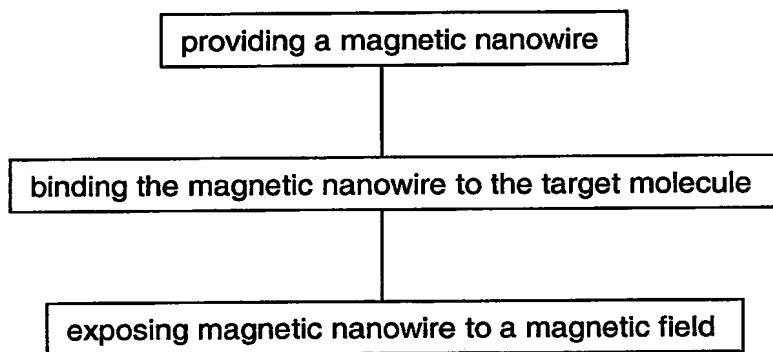 providing a magnetic nanowire
binding the magnetic nanowire to the target molecule
exposing magnetic nanowire to a magnetic field